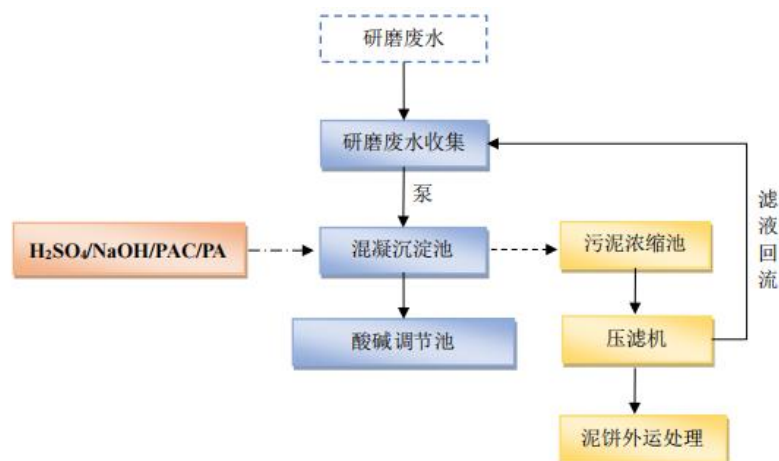 研磨废水
研磨废水收集
泵
H₂SO₄/NaOH/PAC/PA
混凝沉淀池
污泥浓缩池
滤液回流
酸碱调节池
压滤机
泥饼外运处理